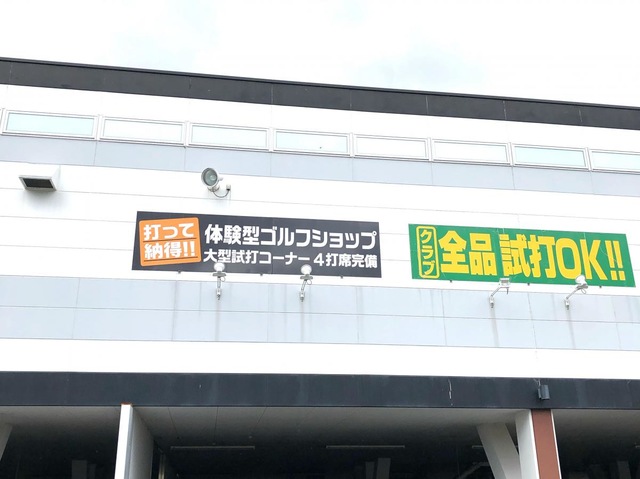 打って
納得!!
体験型ゴルフショップ
大型試打コーナー4打席完備
クラブ
全品試打OK!!